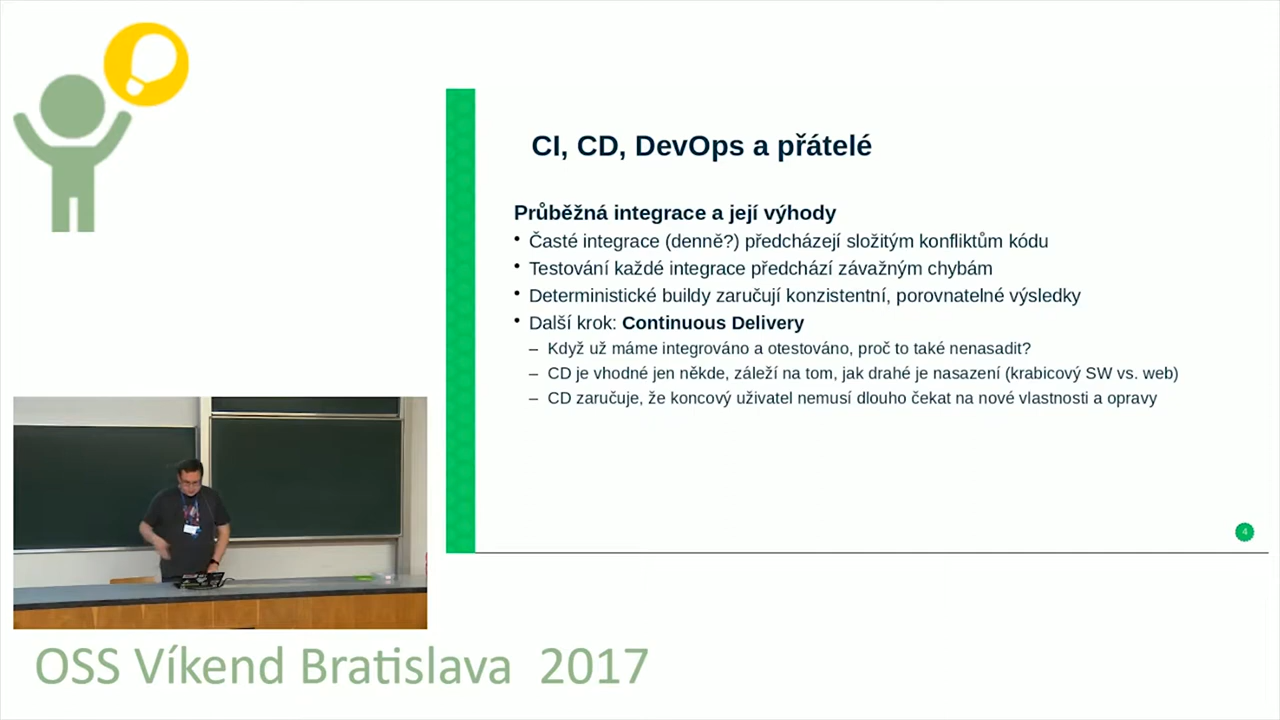 CI, CD, DevOps a přátelé
Průběžná integrace a její výhody
• Časté integrace (denně?) předcházejí složitým konfliktům kódu
• Testování každé integrace předchází závažným chybám
• Deterministické buildy zaručují konzistentní, porovnatelné výsledky
• Další krok: Continuous Delivery
– Když už máme integrováno a otestováno, proč to také nenasadit?
– CD je vhodné jen někde, záleží na tom, jak drahé je nasazení (krabicový SW vs. web)
– CD zaručuje, že koncový uživatel nemusí dlouho čekat na nové vlastnosti a opravy
4
OSS Víkend Bratislava 2017